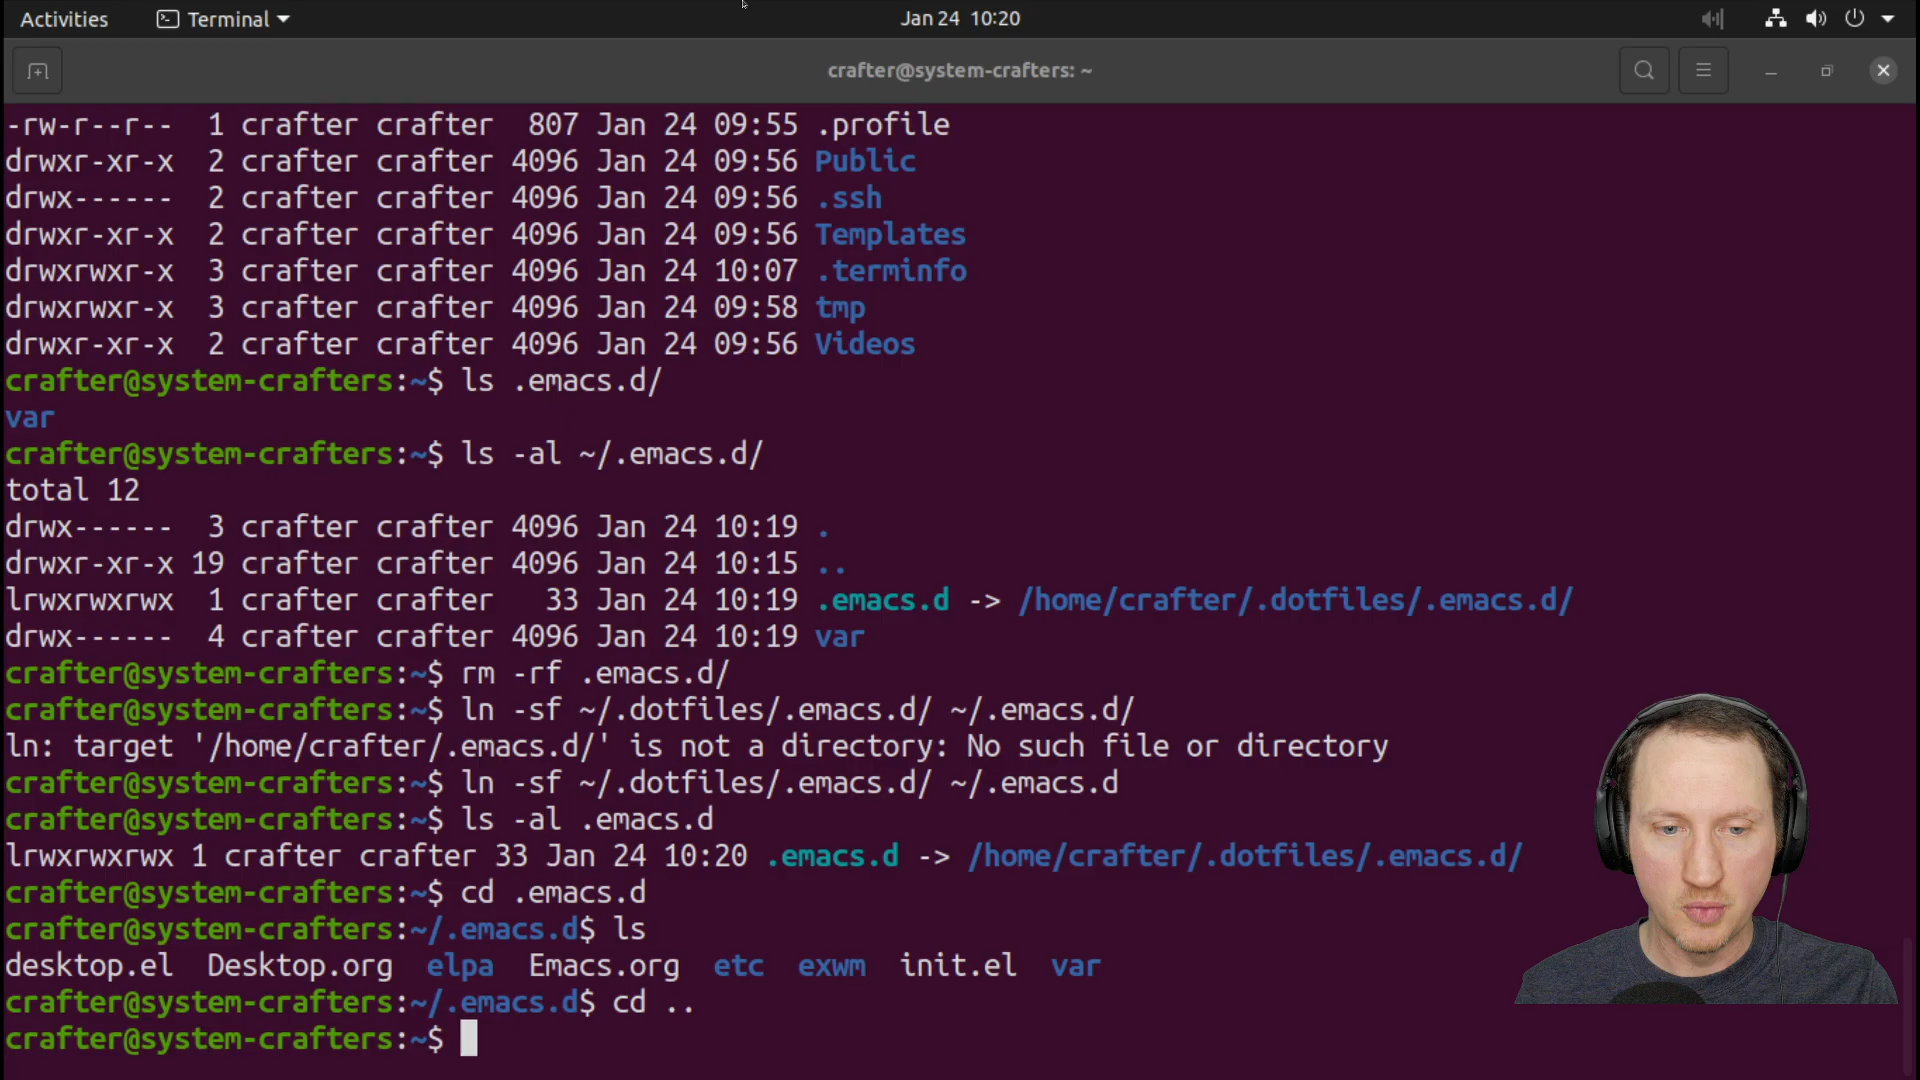 Activities Terminal Jan 24 10:20
crafter@system-crafters: ~
-rw-r--r-- 1 crafter crafter 807 Jan 24 09:55 .profile
drwxr-xr-x 2 crafter crafter 4096 Jan 24 09:56 Public
drwx------ 2 crafter crafter 4096 Jan 24 09:56 .ssh
drwxr-xr-x 2 crafter crafter 4096 Jan 24 09:56 Templates
drwxrwxr-x 3 crafter crafter 4096 Jan 24 10:07 .terminfo
drwxrwxr-x 3 crafter crafter 4096 Jan 24 09:58 tmp
drwxr-xr-x 2 crafter crafter 4096 Jan 24 09:56 Videos
crafter@system-crafters:~$ ls .emacs.d/
var
crafter@system-crafters:~$ ls -al ~/.emacs.d/
total 12
drwx------ 3 crafter crafter 4096 Jan 24 10:19 .
drwxr-xr-x 19 crafter crafter 4096 Jan 24 10:15 ..
lrwxrwxrwx 1 crafter crafter 33 Jan 24 10:19 .emacs.d -> /home/crafter/.dotfiles/.emacs.d/
drwx------ 4 crafter crafter 4096 Jan 24 10:19 var
crafter@system-crafters:~$ rm -rf .emacs.d/
crafter@system-crafters:~$ ln -sf ~/.dotfiles/.emacs.d/ ~/.emacs.d/
ln: target '/home/crafter/.emacs.d/' is not a directory: No such file or directory
crafter@system-crafters:~$ ln -sf ~/.dotfiles/.emacs.d/ ~/.emacs.d
crafter@system-crafters:~$ ls -al .emacs.d
lrwxrwxrwx 1 crafter crafter 33 Jan 24 10:20 .emacs.d -> /home/crafter/.dotfiles/.emacs.d/
crafter@system-crafters:~$ cd .emacs.d
crafter@system-crafters:~/.emacs.d$ ls
desktop.el Desktop.org elpa Emacs.org etc exwm init.el var
crafter@system-crafters:~/.emacs.d$ cd ..
crafter@system-crafters:~$